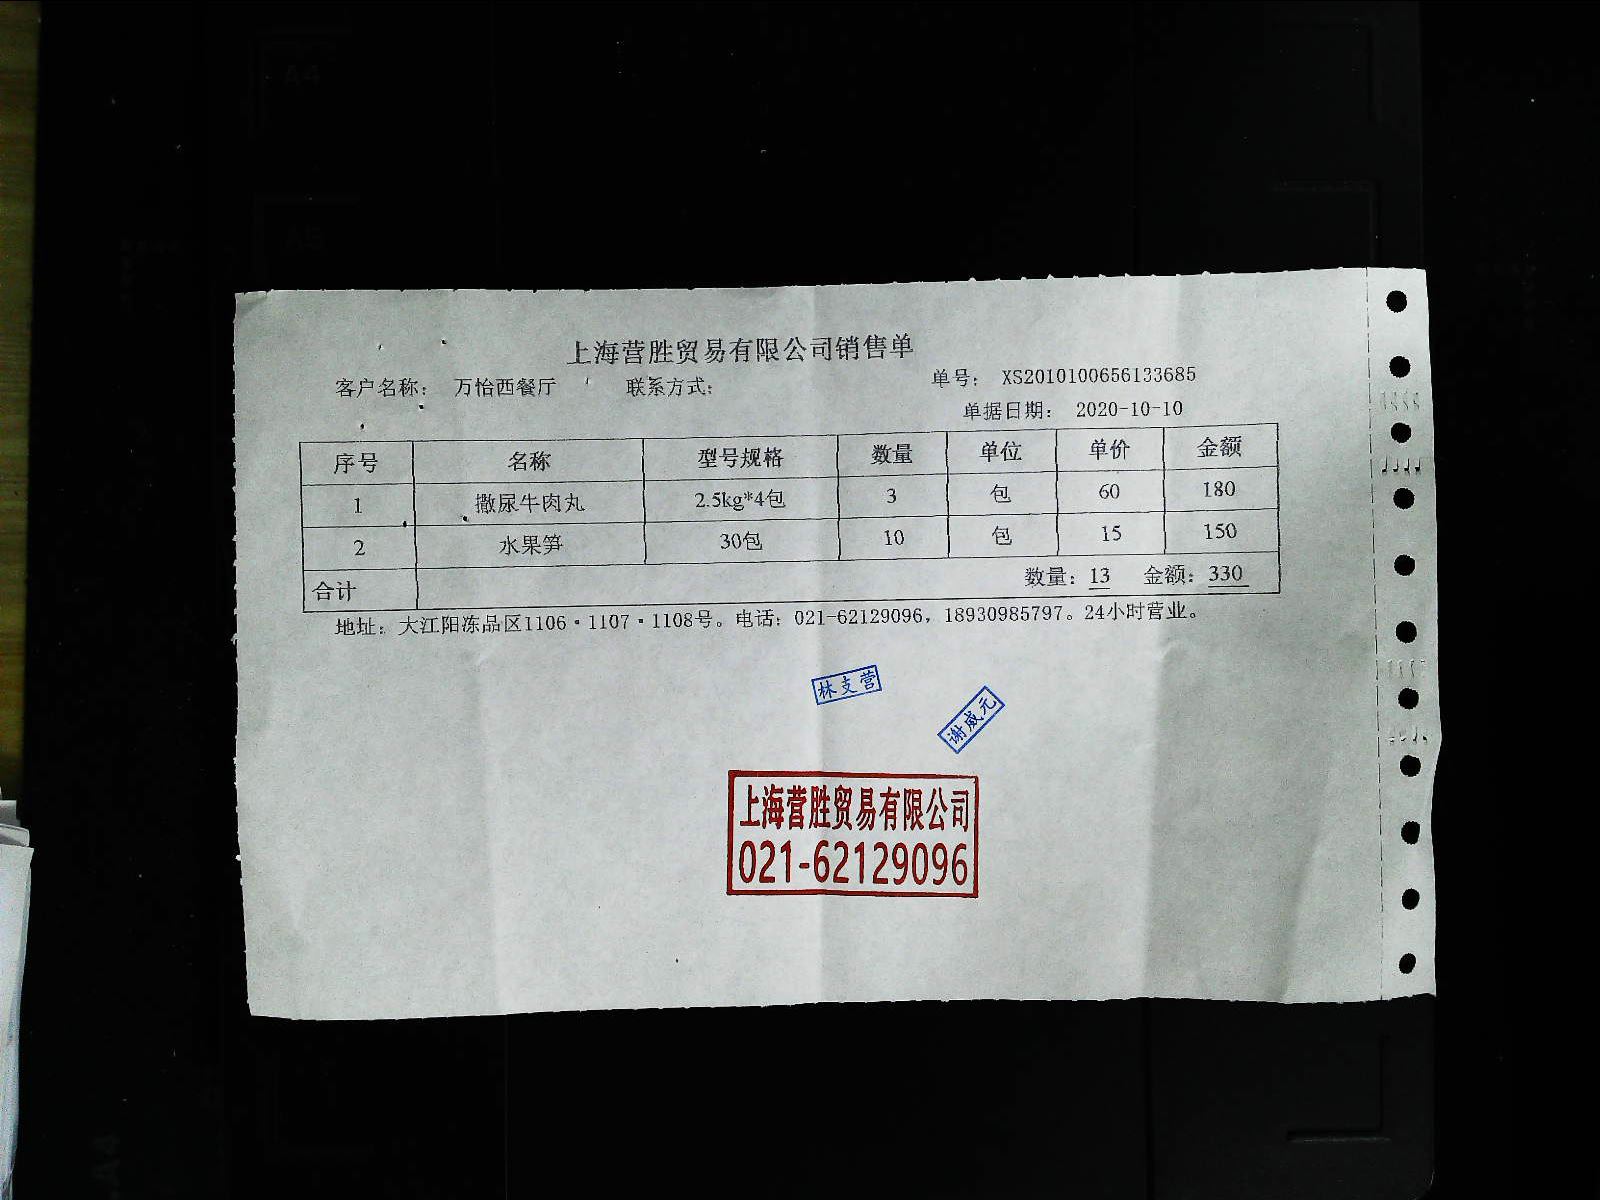 上海营胜贸易有限公司销售单
客户名称： 万怡西餐厅 联系方式： 单号： XS2010100656133685
单据日期： 2020-10-10
序号 名称 型号规格 数量 单位 单价 金额
1 撒尿牛肉丸 2.5kg*4包 3 包 60 180
2 水果笋 30包 10 包 15 150
合计 数量：13 金额：330
地址：大江阳冻品区1106·1107·1108号。电话：021-62129096，18930985797。24小时营业。
林支营
谢威元
上海营胜贸易有限公司
021-62129096
A4
A5
A4